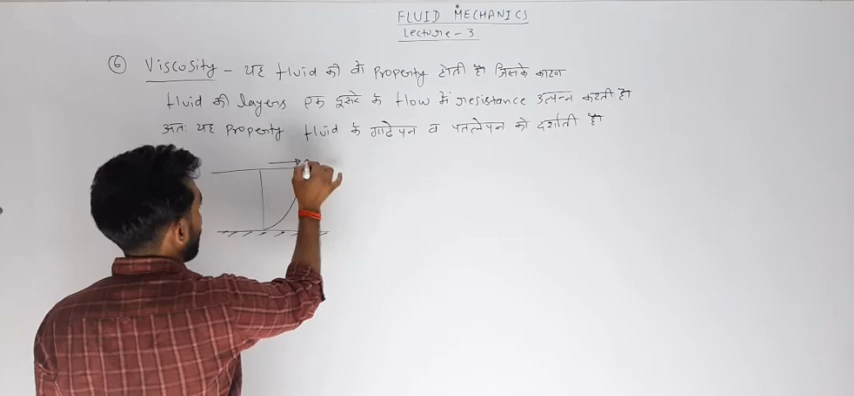 FLUID MECHANICS
Lecture - 3
⑥ Viscosity - यह fluid की वो Property होती है जिसके कारण
fluid की layers एक दूसरे के flow में resistance उत्पन्न करती है
अतः यह Property fluid के गाढेपन व पतलेपन को दर्शाती है